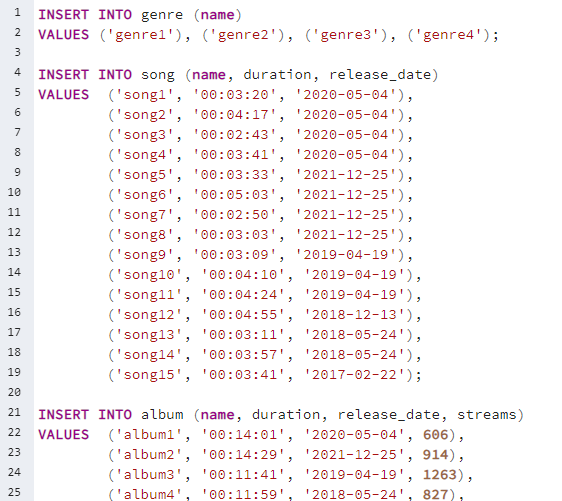 1 INSERT INTO genre (name)
2 VALUES ('genre1'), ('genre2'), ('genre3'), ('genre4');
3
4 INSERT INTO song (name, duration, release_date)
5 VALUES ('song1', '00:03:20', '2020-05-04'),
6 ('song2', '00:04:17', '2020-05-04'),
7 ('song3', '00:02:43', '2020-05-04'),
8 ('song4', '00:03:41', '2020-05-04'),
9 ('song5', '00:03:33', '2021-12-25'),
10 ('song6', '00:05:03', '2021-12-25'),
11 ('song7', '00:02:50', '2021-12-25'),
12 ('song8', '00:03:03', '2021-12-25'),
13 ('song9', '00:03:09', '2019-04-19'),
14 ('song10', '00:04:10', '2019-04-19'),
15 ('song11', '00:04:24', '2019-04-19'),
16 ('song12', '00:04:55', '2018-12-13'),
17 ('song13', '00:03:11', '2018-05-24'),
18 ('song14', '00:03:57', '2018-05-24'),
19 ('song15', '00:03:41', '2017-02-22');
20
21 INSERT INTO album (name, duration, release_date, streams)
22 VALUES ('album1', '00:14:01', '2020-05-04', 606),
23 ('album2', '00:14:29', '2021-12-25', 914),
24 ('album3', '00:11:41', '2019-04-19', 1263),
25 ('album4', '00:11:59', '2018-05-24', 827),